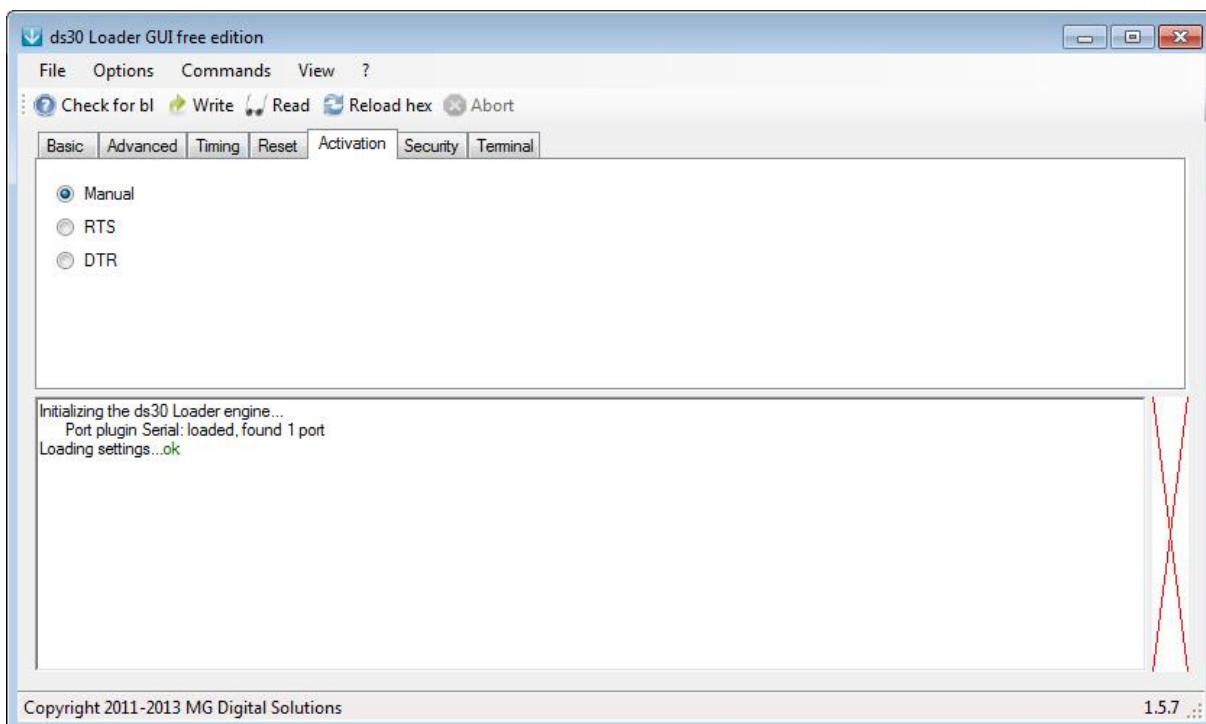 ds30 Loader GUI free edition
File Options Commands View ?
Check for bl Write Read Reload hex Abort
Basic Advanced Timing Reset Activation Security Terminal
Manual
RTS
DTR
Initializing the ds30 Loader engine...
Port plugin Serial: loaded, found 1 port
Loading settings...ok
Copyright 2011-2013 MG Digital Solutions 1.5.7